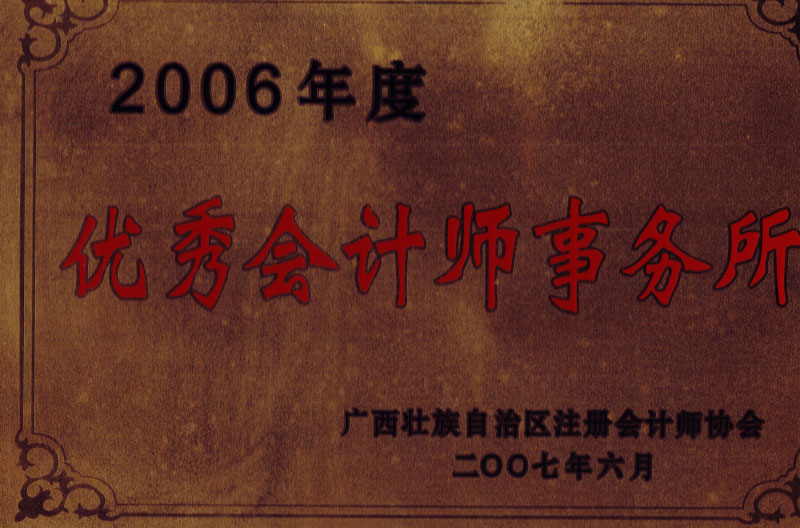 2006年度
优秀会计师事务所
广西壮族自治区注册会计师协会
二〇〇七年六月